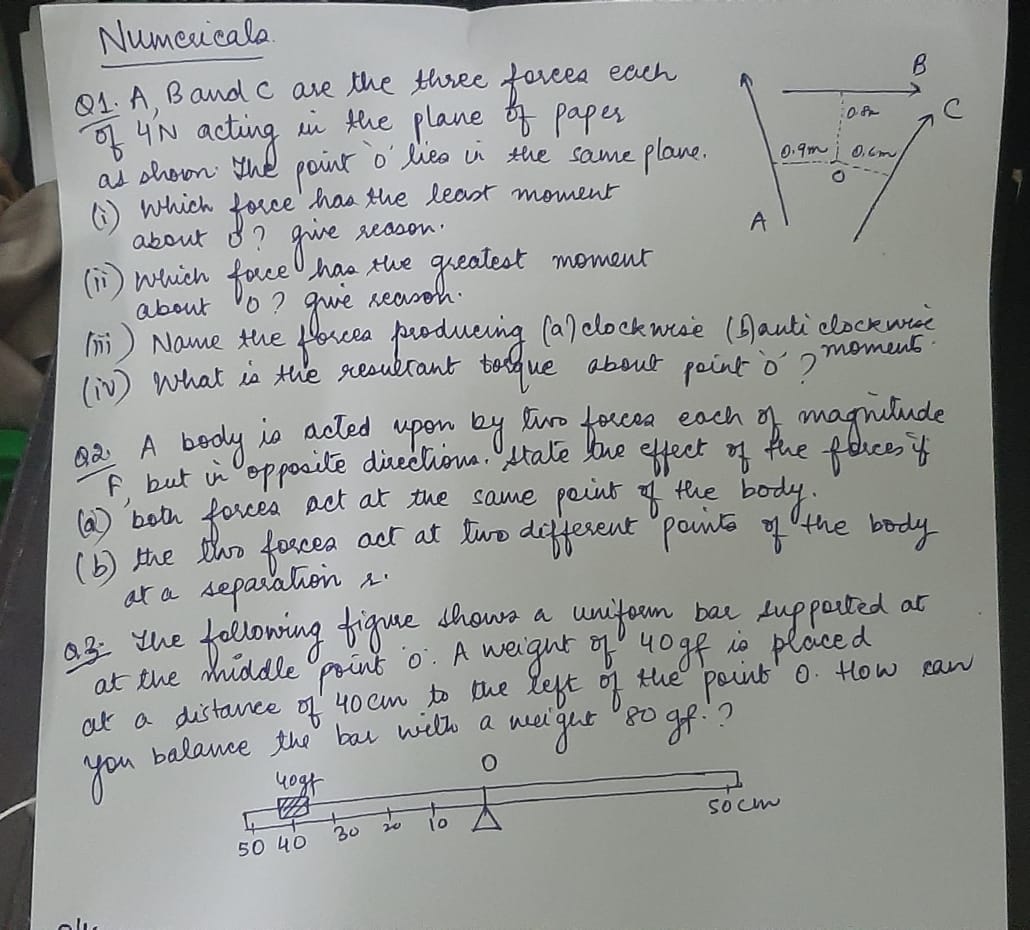 Numericals.
Q1. A, B and C are the three forces each
of 4N acting in the plane of paper
as shown. The point 'O' lies in the same plane.
(i) Which force has the least moment
about O? give reason.
(ii) Which force has the greatest moment
about O? give reason.
(iii) Name the forces producing (a) clockwise (b) anticlockwise
moment.
(iv) What is the resultant torque about point 'O'?
B
C
0.8m
0.9m
0.6m
O
A
Q2. A body is acted upon by two forces each of magnitude
F, but in opposite directions. State the effect of the forces if
(a) both forces act at the same point of the body.
(b) the two forces act at two different points of the body
at a separation r.
Q.3: The following figure shows a uniform bar supported at
at the middle point 'O'. A weight of 40gf is placed
at a distance of 40cm to the left of the point O. How can
you balance the bar with a weight 80 gf.?
40gf
O
50 40 30 20 10
50cm